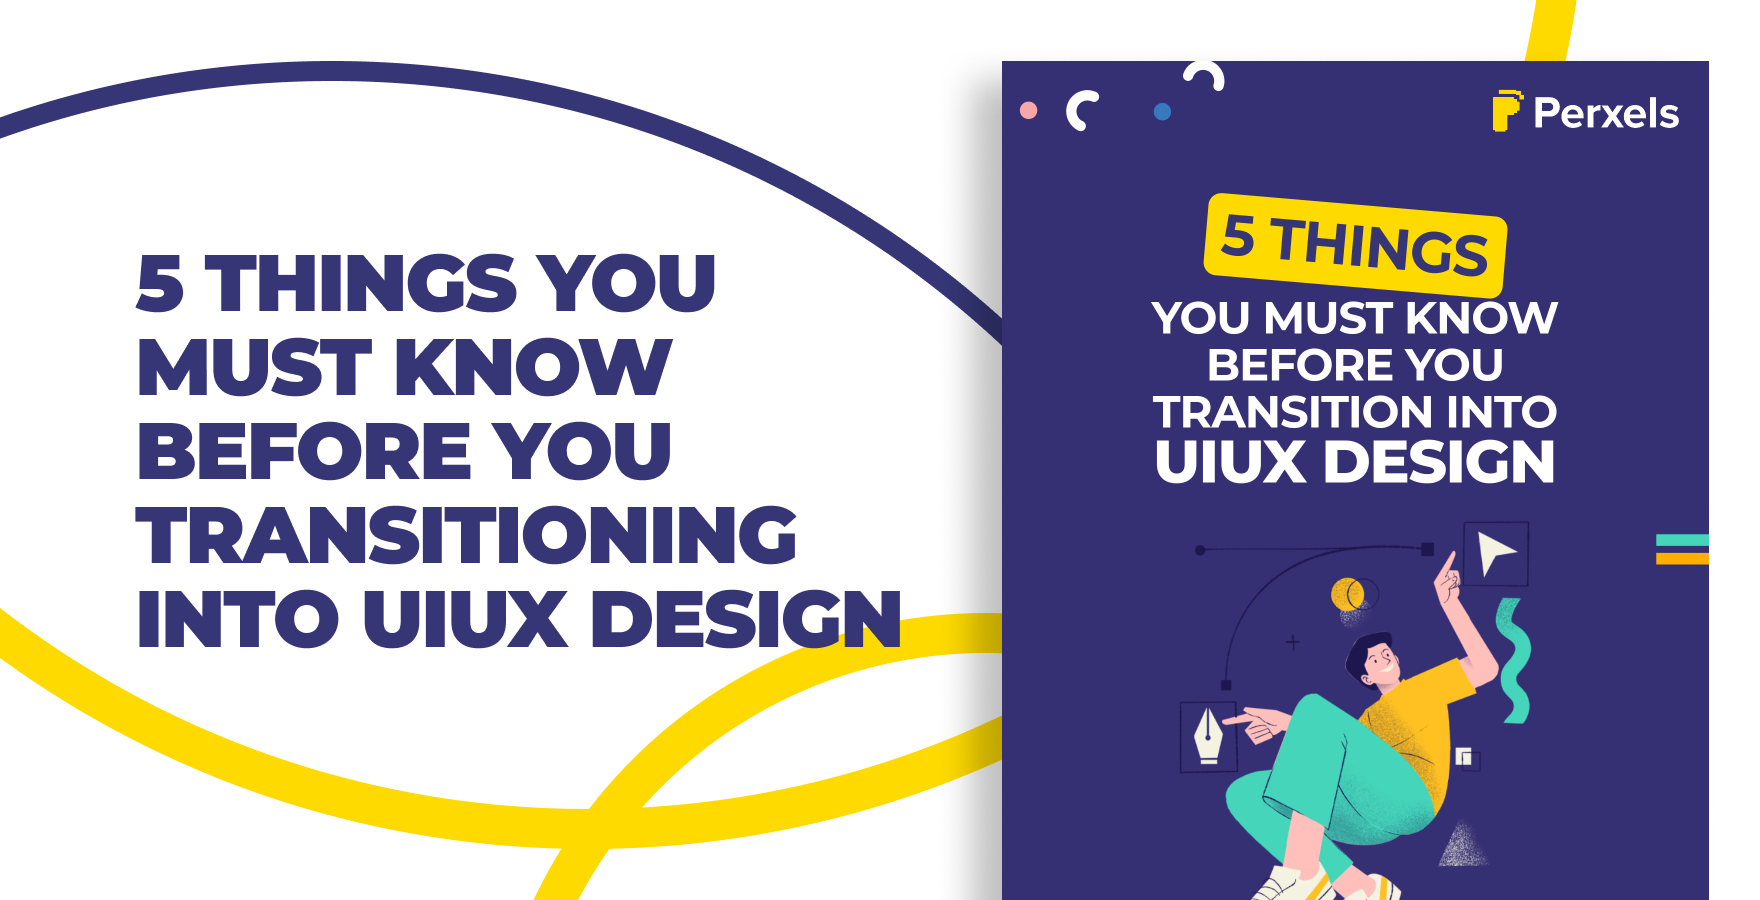 5 THINGS YOU
MUST KNOW
BEFORE YOU
TRANSITIONING
INTO UIUX DESIGN
Perxels
5 THINGS
YOU MUST KNOW
BEFORE YOU
TRANSITION INTO
UIUX DESIGN